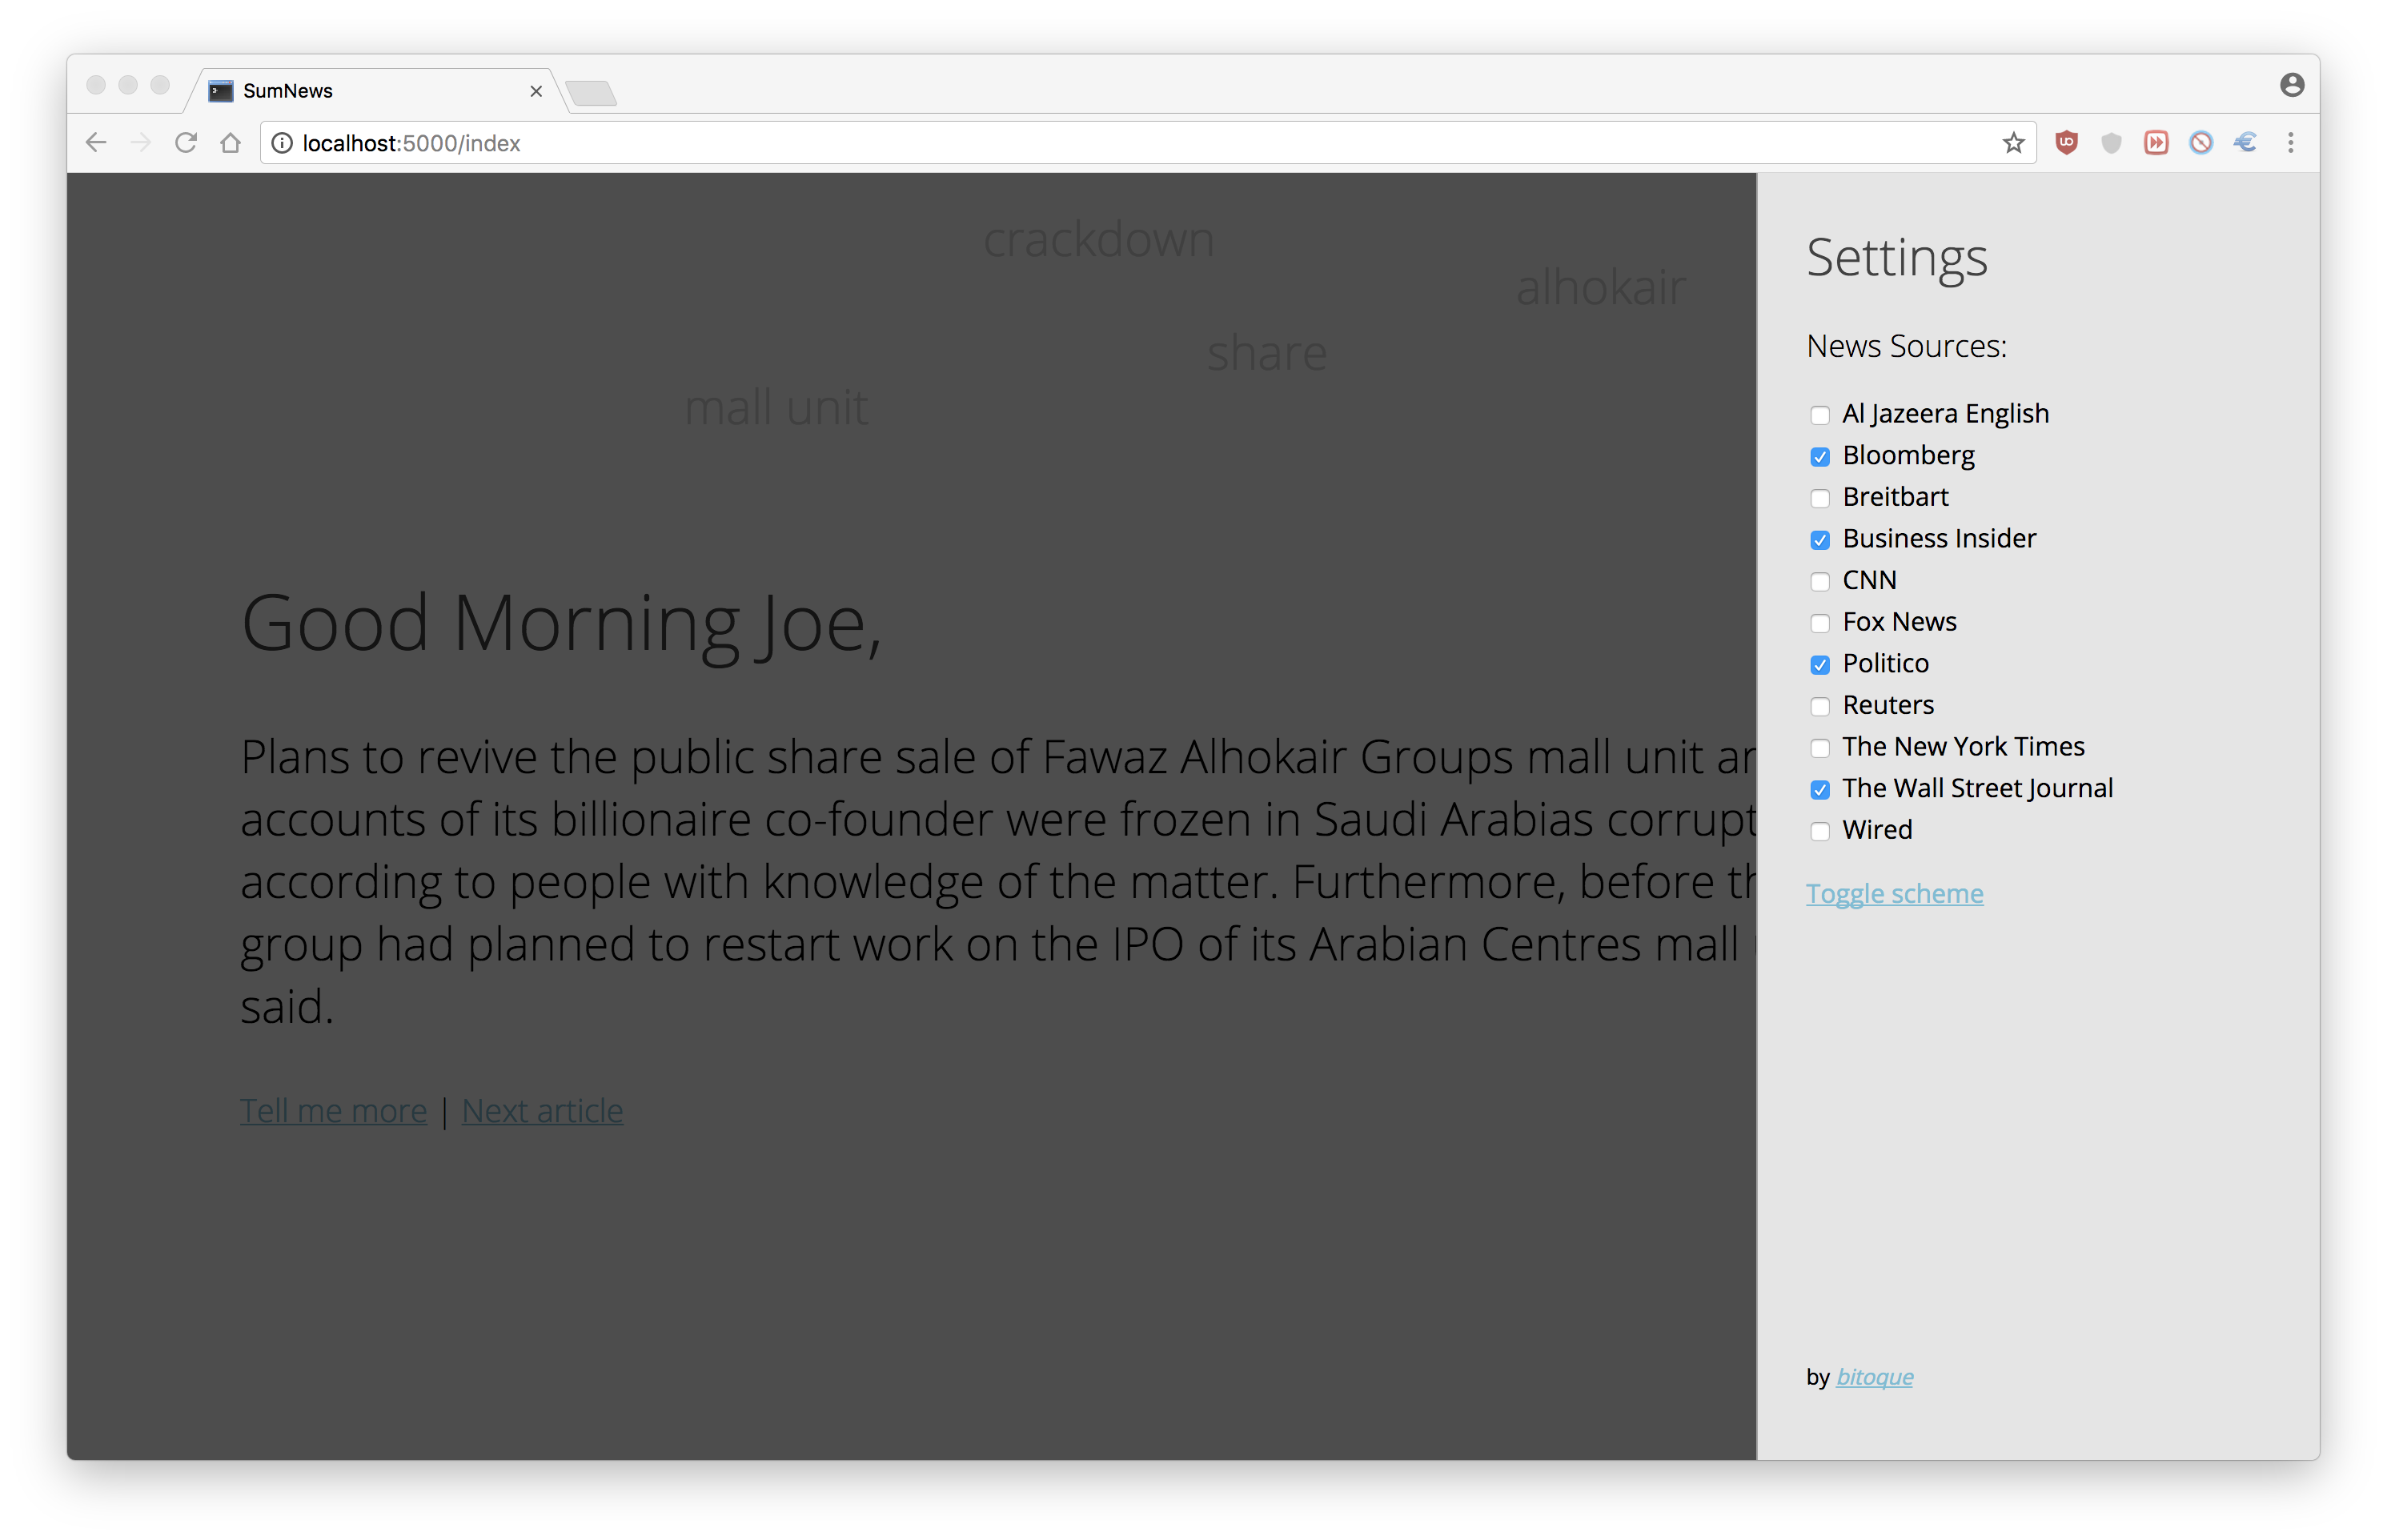 SumNews
localhost:5000/index
crackdown
alhokair
share
mall unit
Good Morning Joe,
Plans to revive the public share sale of Fawaz Alhokair Groups mall unit ar
accounts of its billionaire co-founder were frozen in Saudi Arabias corrupt
according to people with knowledge of the matter. Furthermore, before th
group had planned to restart work on the IPO of its Arabian Centres mall
said.
Tell me more | Next article
Settings
News Sources:
Al Jazeera English
Bloomberg
Breitbart
Business Insider
CNN
Fox News
Politico
Reuters
The New York Times
The Wall Street Journal
Wired
Toggle scheme
by bitoque